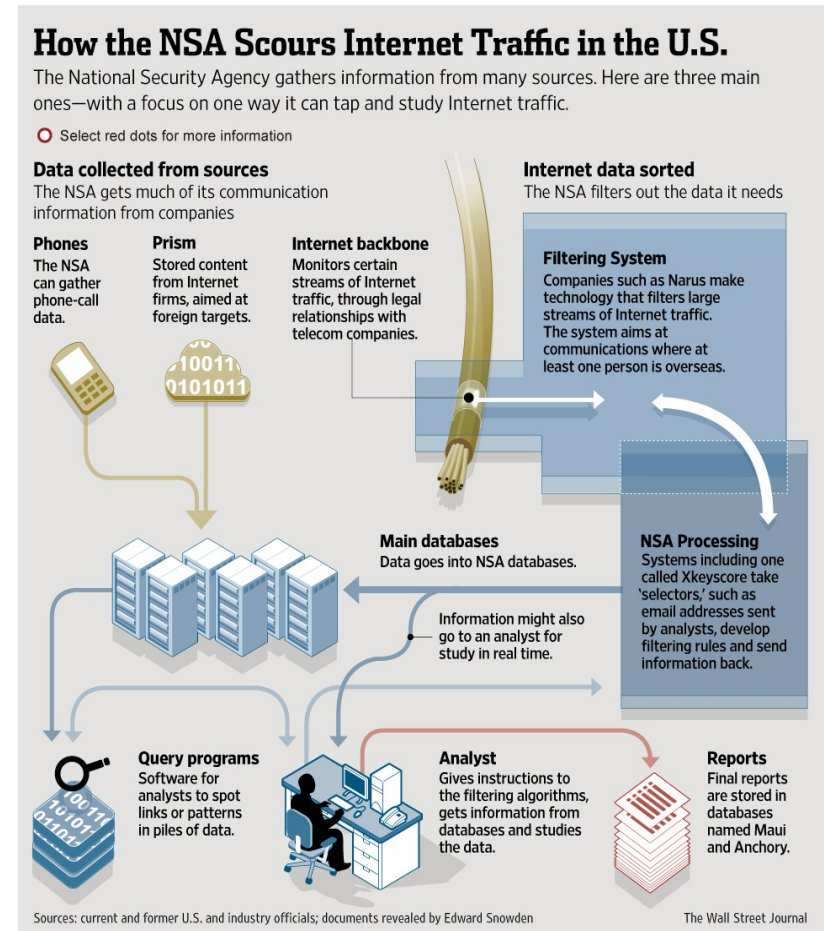 How the NSA Scours Internet Traffic in the U.S.
The National Security Agency gathers information from many sources. Here are three main
ones—with a focus on one way it can tap and study Internet traffic.
Select red dots for more information
Data collected from sources
The NSA gets much of its communication
information from companies
Phones
The NSA
can gather
phone-call
data.
Prism
Stored content
from Internet
firms, aimed at
foreign targets.
Internet backbone
Monitors certain
streams of Internet
traffic, through legal
relationships with
telecom companies.
Internet data sorted
The NSA filters out the data it needs
Filtering System
Companies such as Narus make
technology that filters large
streams of Internet traffic.
The system aims at
communications where at
least one person is overseas.
10011
0101011
Main databases
Data goes into NSA databases.
NSA Processing
Systems including one
called Xkeyscore take
‘selectors,’ such as
email addresses sent
by analysts, develop
filtering rules and send
information back.
Information might also
go to an analyst for
study in real time.
Query programs
Software for
analysts to spot
links or patterns
in piles of data.
Analyst
Gives instructions to
the filtering algorithms,
gets information from
databases and studies
the data.
Reports
Final reports
are stored in
databases
named Maui
and Anchory.
Sources: current and former U.S. and industry officials; documents revealed by Edward Snowden
The Wall Street Journal